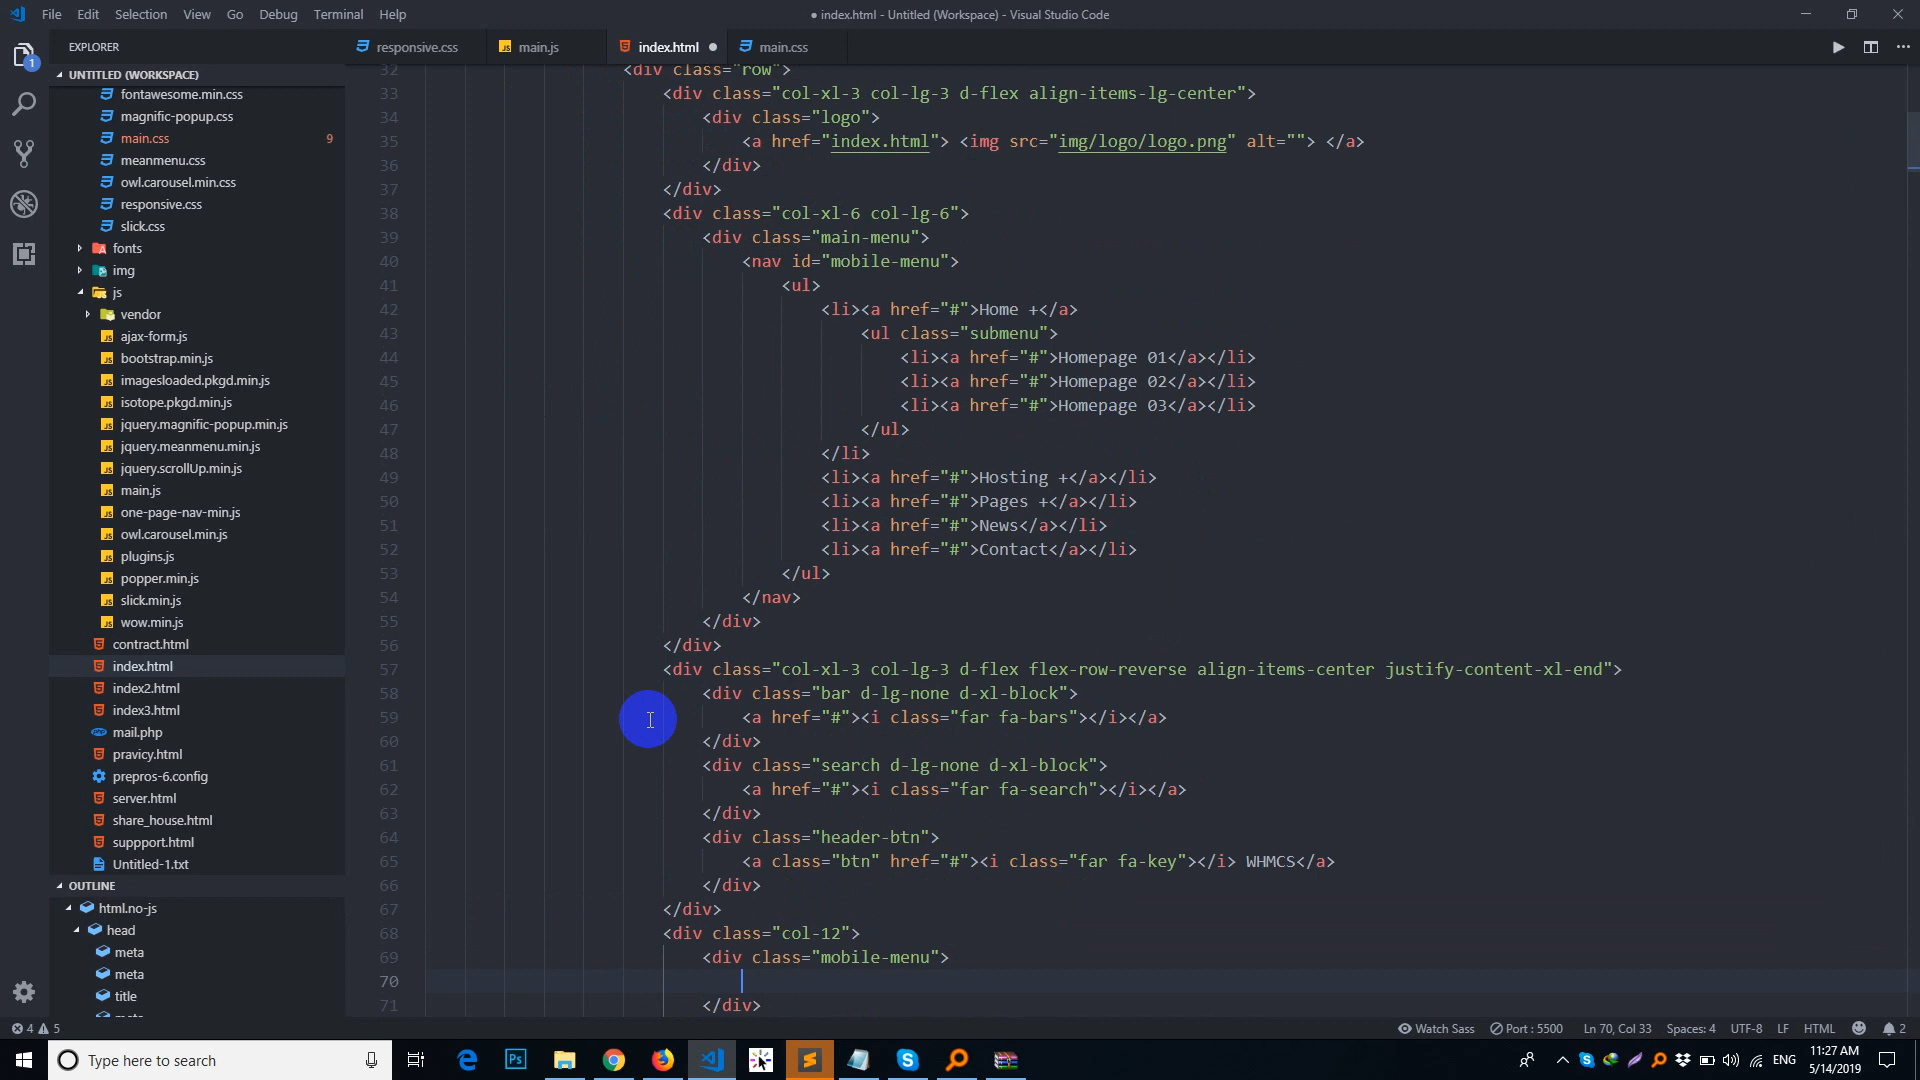 File Edit Selection View Go Debug Terminal Help
● index.html - Untitled (Workspace) - Visual Studio Code
EXPLORER
responsive.css main.js index.html main.css
UNTITLED (WORKSPACE)
fontawesome.min.css
magnific-popup.css
main.css 9
meanmenu.css
owl.carousel.min.css
responsive.css
slick.css
fonts
img
js
vendor
ajax-form.js
bootstrap.min.js
imagesloaded.pkgd.min.js
isotope.pkgd.min.js
jquery.magnific-popup.min.js
jquery.meanmenu.min.js
jquery.scrollUp.min.js
main.js
one-page-nav-min.js
owl.carousel.min.js
plugins.js
popper.min.js
slick.min.js
wow.min.js
contract.html
index.html
index2.html
index3.html
mail.php
pravicy.html
prepros-6.config
server.html
share_house.html
suppport.html
Untitled-1.txt
OUTLINE
html.no-js
head
meta
meta
title
32 <div class="row">
33 <div class="col-xl-3 col-lg-3 d-flex align-items-lg-center">
34 <div class="logo">
35 <a href="index.html"> <img src="img/logo/logo.png" alt=""> </a>
36 </div>
37 </div>
38 <div class="col-xl-6 col-lg-6">
39 <div class="main-menu">
40 <nav id="mobile-menu">
41 <ul>
42 <li><a href="#">Home +</a>
43 <ul class="submenu">
44 <li><a href="#">Homepage 01</a></li>
45 <li><a href="#">Homepage 02</a></li>
46 <li><a href="#">Homepage 03</a></li>
47 </ul>
48 </li>
49 <li><a href="#">Hosting +</a></li>
50 <li><a href="#">Pages +</a></li>
51 <li><a href="#">News</a></li>
52 <li><a href="#">Contact</a></li>
53 </ul>
54 </nav>
55 </div>
56 </div>
57 <div class="col-xl-3 col-lg-3 d-flex flex-row-reverse align-items-center justify-content-xl-end">
58 <div class="bar d-lg-none d-xl-block">
59 <a href="#"><i class="far fa-bars"></i></a>
60 </div>
61 <div class="search d-lg-none d-xl-block">
62 <a href="#"><i class="far fa-search"></i></a>
63 </div>
64 <div class="header-btn">
65 <a class="btn" href="#"><i class="far fa-key"></i> WHMCS</a>
66 </div>
67 </div>
68 <div class="col-12">
69 <div class="mobile-menu">
70
71 </div>
4 5 Watch Sass Port : 5500 Ln 70, Col 33 Spaces: 4 UTF-8 LF HTML 2
Type here to search
ENG
11:27 AM
5/14/2019